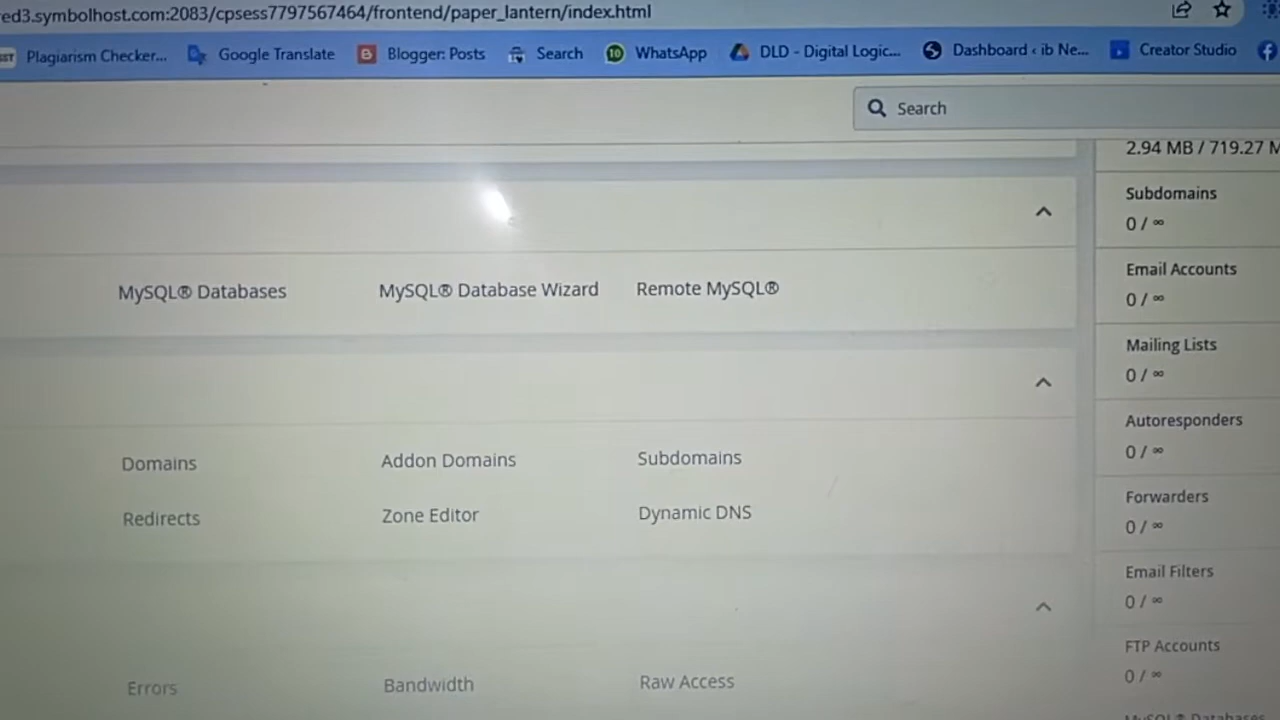 ed3.symbolhost.com:2083/cpsess7797567464/frontend/paper_lantern/index.html
Plagiarism Checker... Google Translate Blogger: Posts Search 10 WhatsApp DLD - Digital Logic... Dashboard ‹ ib Ne... Creator Studio
Search
2.94 MB / 719.27 M
Subdomains
0 / ∞
Email Accounts
0 / ∞
MySQL® Databases MySQL® Database Wizard Remote MySQL®
Mailing Lists
0 / ∞
Autoresponders
0 / ∞
Domains Addon Domains Subdomains
Redirects Zone Editor Dynamic DNS
Forwarders
0 / ∞
Email Filters
0 / ∞
FTP Accounts
0 / ∞
Errors Bandwidth Raw Access
MySQL® Databases